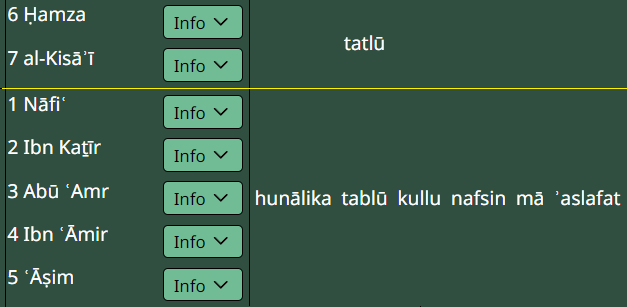 6 Ḥamza Info
tatlū
7 al-Kisāʾī Info
1 Nāfiʿ Info
2 Ibn Kaṯīr Info
3 Abū ʿAmr Info
hunālika tablū kullu nafsin mā ʾaslafat
4 Ibn ʿĀmir Info
5 ʿĀṣim Info